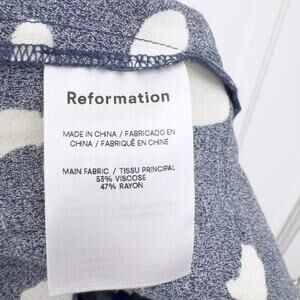 Reformation
MADE IN CHINA / FABRICADO EN
CHINA / FABRIQUÉ EN CHINE
MAIN FABRIC / TISSU PRINCIPAL
53% VISCOSE
47% RAYON